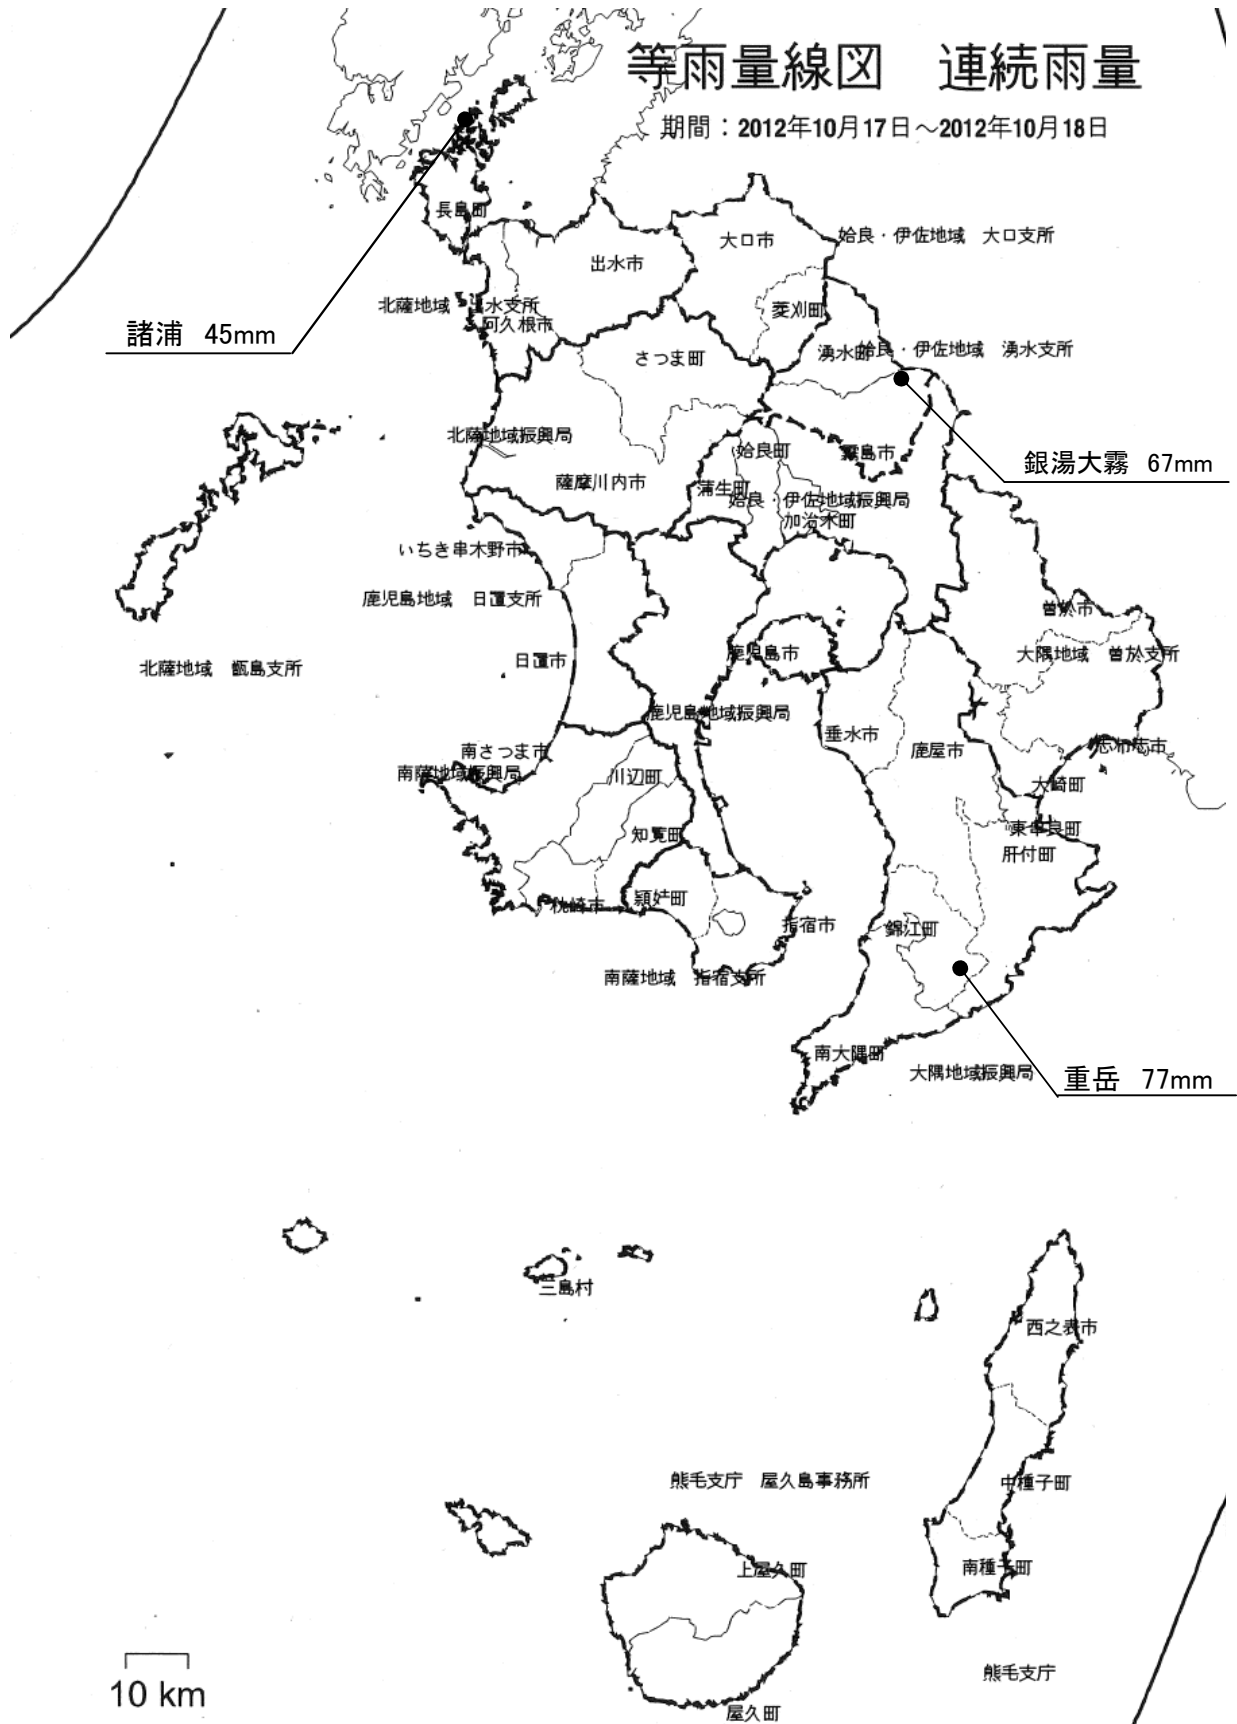 等雨量線図　連続雨量
期間：2012年10月17日～2012年10月18日
長島町
大口市
姶良・伊佐地域　大口支所
出水市
北薩地域　出水支所
菱刈町
阿久根市
諸浦　45mm
さつま町
湧水町
姶良・伊佐地域　湧水支所
北薩地域振興局
姶良町
霧島市
銀湯大霧　67mm
薩摩川内市
蒲生町
姶良・伊佐地域振興局
加治木町
いちき串木野市
鹿児島地域　日置支所
曽於市
日置市
鹿児島市
大隅地域　曽於支所
北薩地域　甑島支所
鹿児島地域振興局
垂水市
鹿屋市
志布志市
南さつま市
南薩地域振興局
川辺町
大崎町
知覧町
東串良町
肝付町
枕崎市
頴娃町
指宿市
錦江町
南薩地域　指宿支所
南大隅町
大隅地域振興局
重岳　77mm
三島村
西之表市
熊毛支庁　屋久島事務所
中種子町
上屋久町
南種子町
熊毛支庁
10 km
屋久町